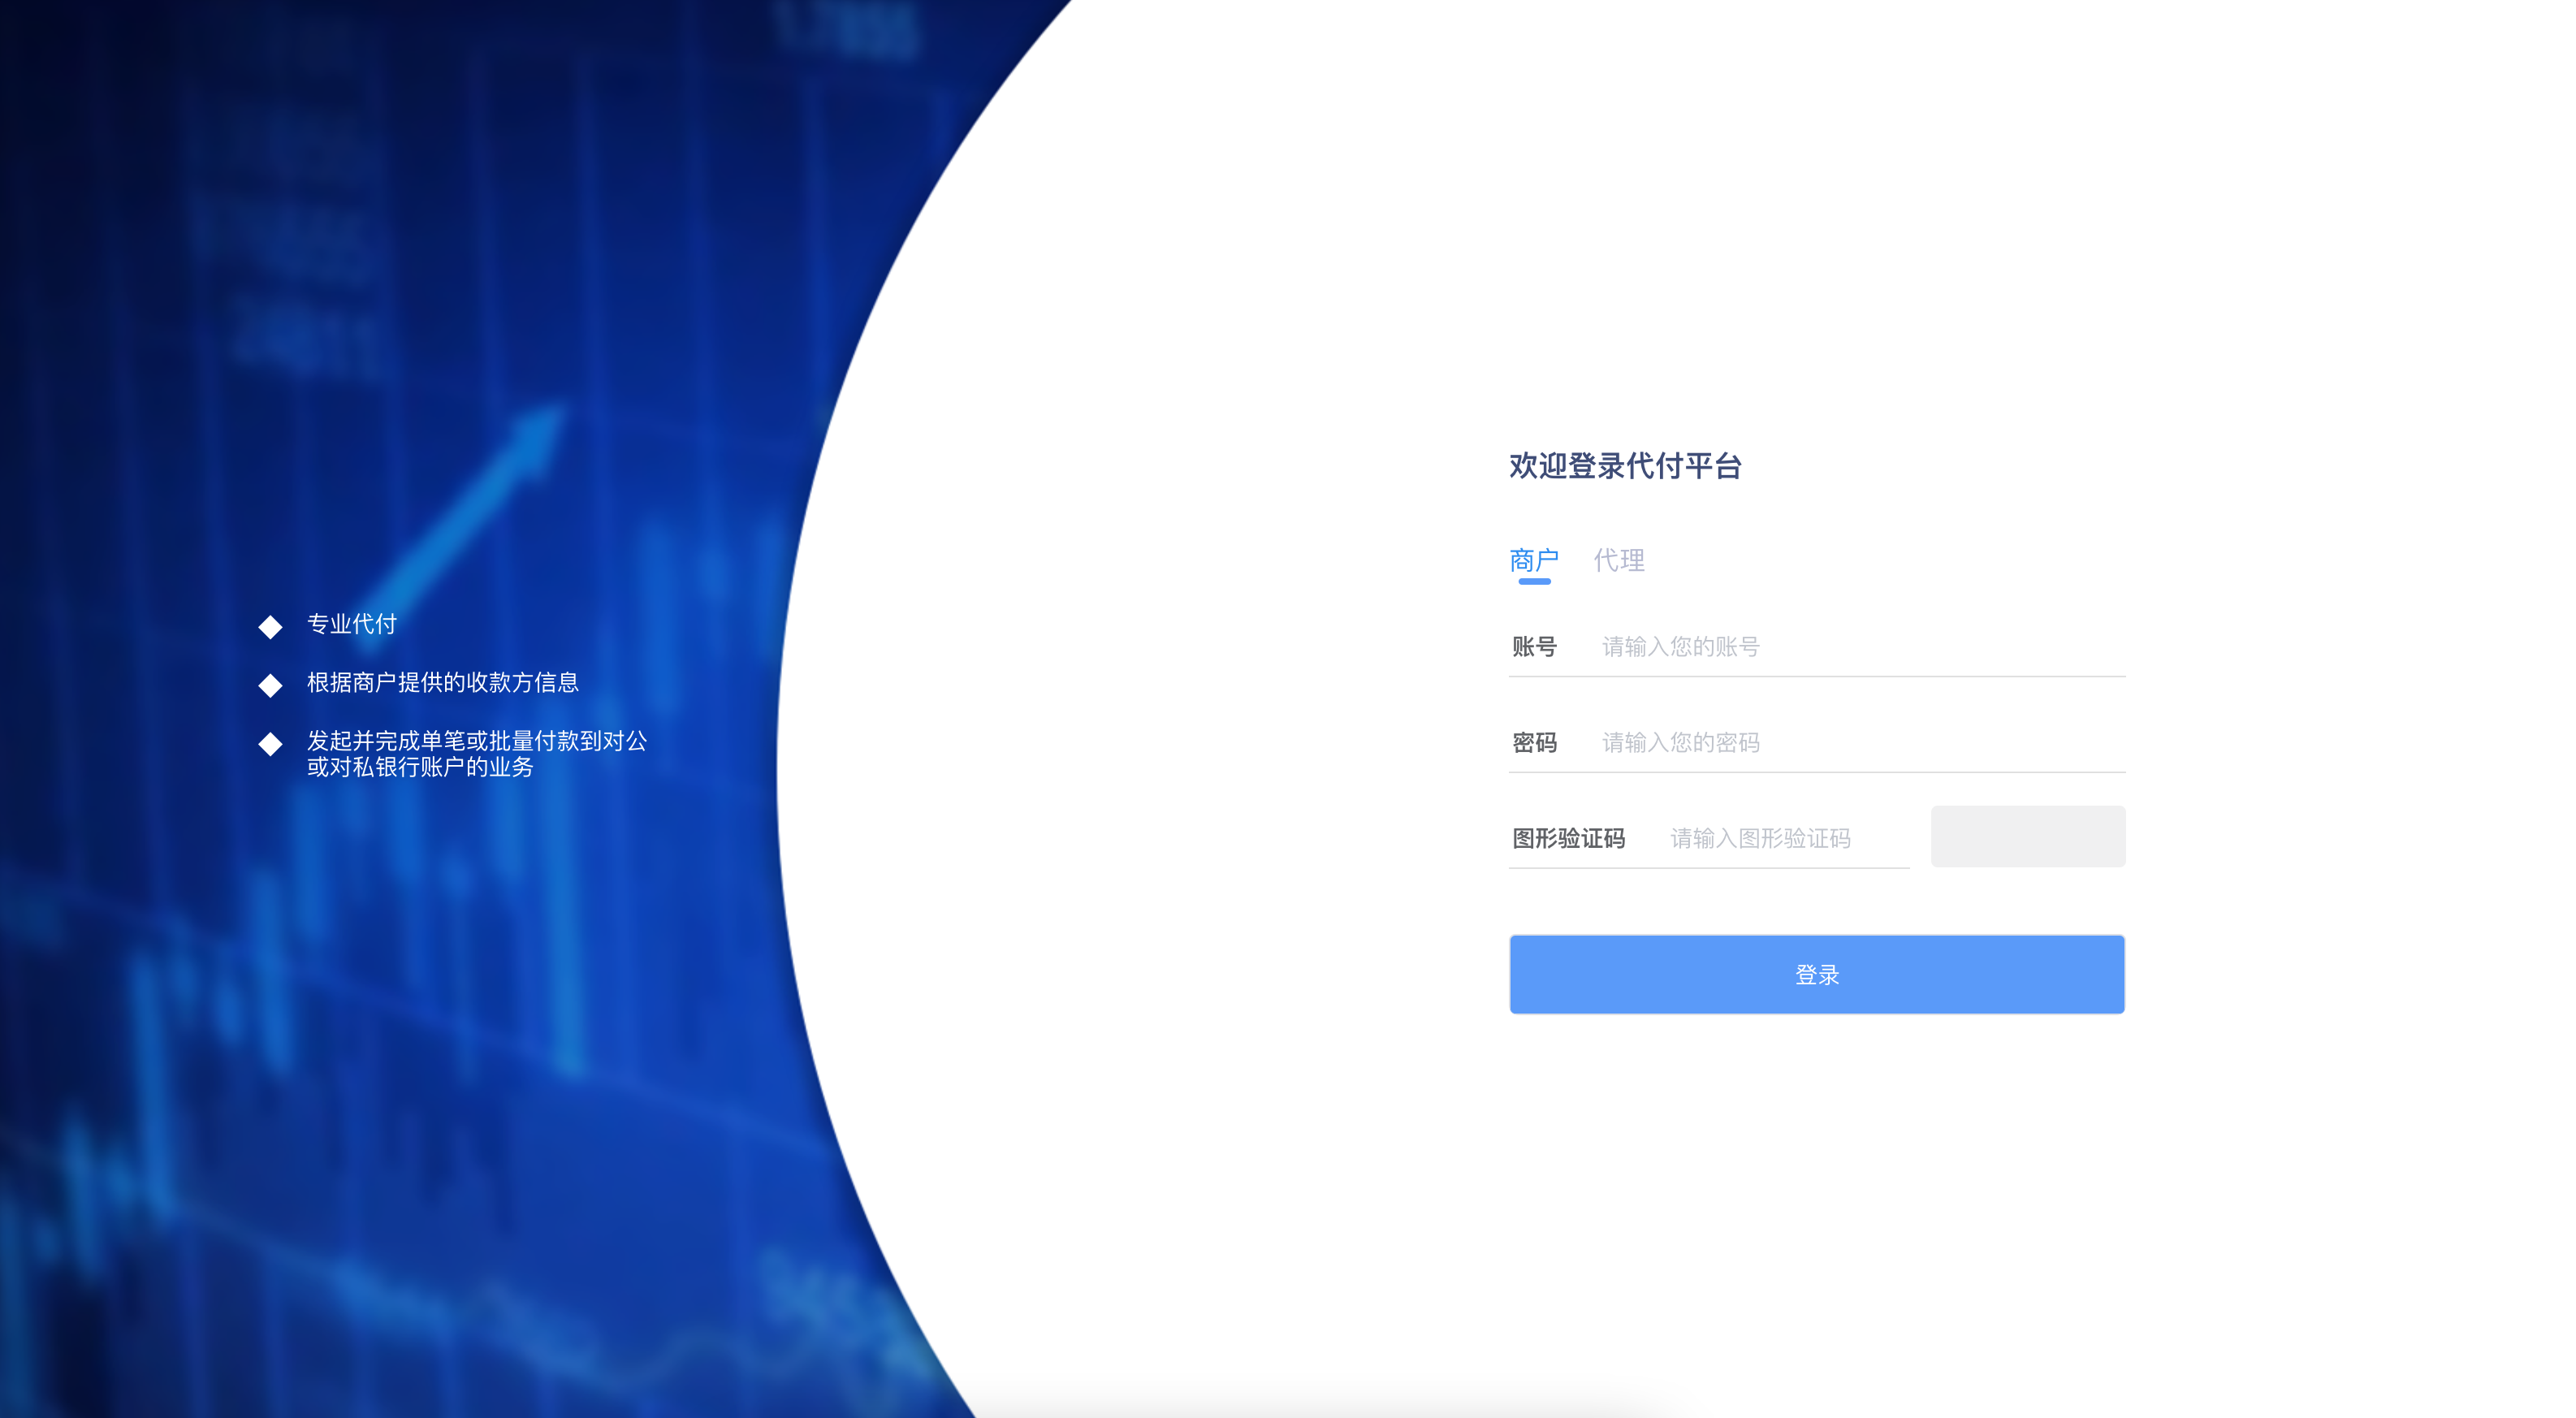 专业代付
根据商户提供的收款方信息
发起并完成单笔或批量付款到对公
或对私银行账户的业务
欢迎登录代付平台
商户 代理
账号 请输入您的账号
密码 请输入您的密码
图形验证码 请输入图形验证码
登录